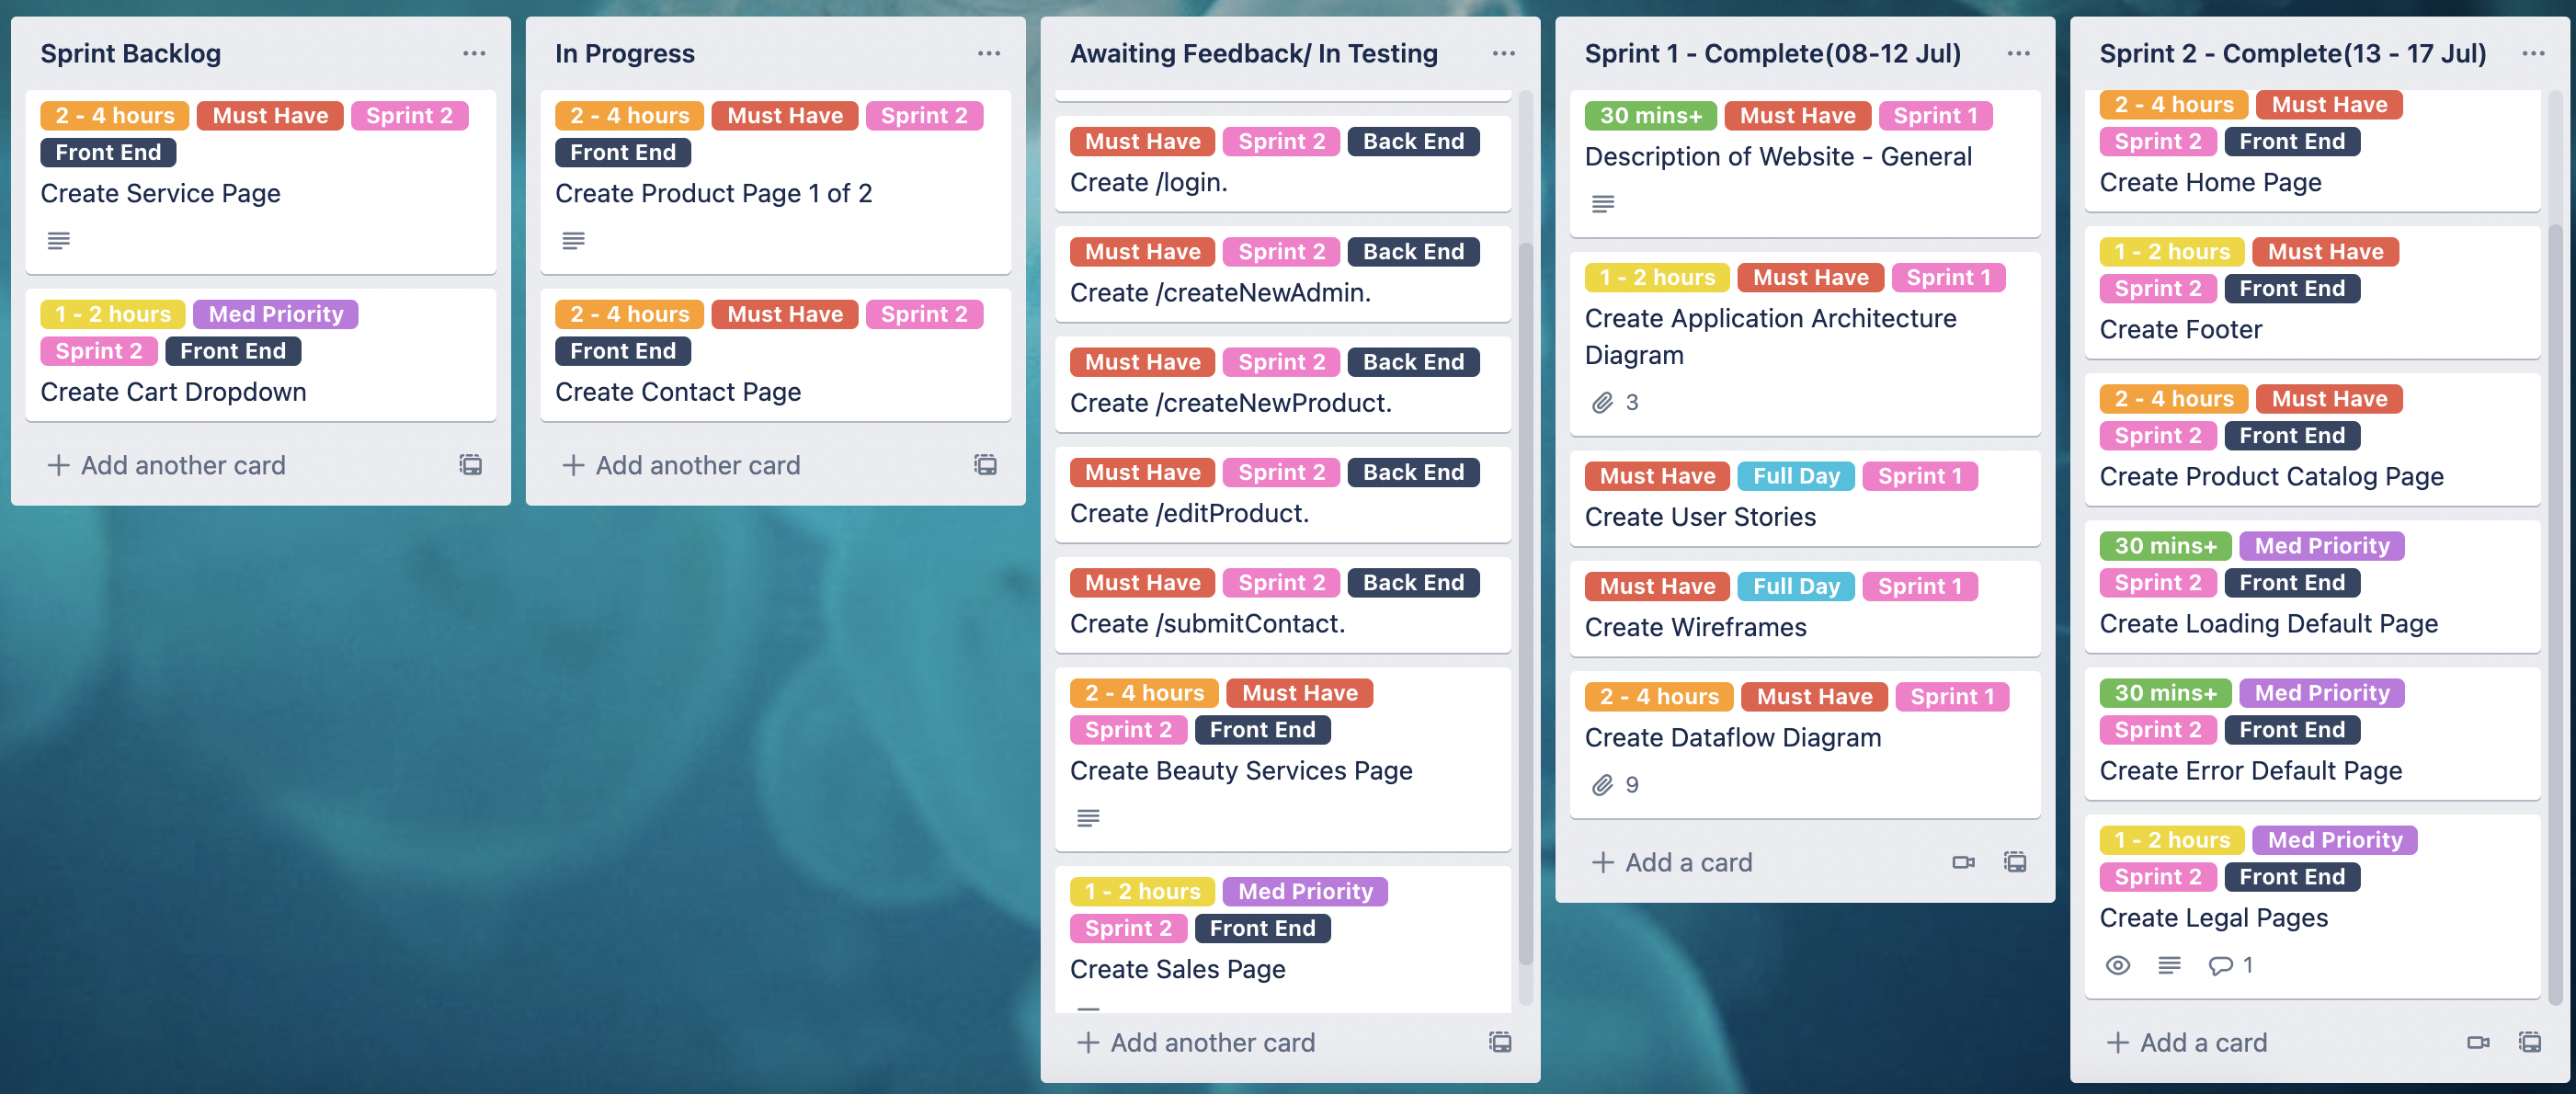 Sprint Backlog
2 - 4 hours Must Have Sprint 2
Front End
Create Service Page
1 - 2 hours Med Priority
Sprint 2 Front End
Create Cart Dropdown
+ Add another card
In Progress
2 - 4 hours Must Have Sprint 2
Front End
Create Product Page 1 of 2
2 - 4 hours Must Have Sprint 2
Front End
Create Contact Page
+ Add another card
Awaiting Feedback/ In Testing
Must Have Sprint 2 Back End
Create /login.
Must Have Sprint 2 Back End
Create /createNewAdmin.
Must Have Sprint 2 Back End
Create /createNewProduct.
Must Have Sprint 2 Back End
Create /editProduct.
Must Have Sprint 2 Back End
Create /submitContact.
2 - 4 hours Must Have
Sprint 2 Front End
Create Beauty Services Page
1 - 2 hours Med Priority
Sprint 2 Front End
Create Sales Page
+ Add another card
Sprint 1 - Complete(08-12 Jul)
30 mins+ Must Have Sprint 1
Description of Website - General
1 - 2 hours Must Have Sprint 1
Create Application Architecture
Diagram
3
Must Have Full Day Sprint 1
Create User Stories
Must Have Full Day Sprint 1
Create Wireframes
2 - 4 hours Must Have Sprint 1
Create Dataflow Diagram
9
+ Add a card
Sprint 2 - Complete(13 - 17 Jul)
2 - 4 hours Must Have
Sprint 2 Front End
Create Home Page
1 - 2 hours Must Have
Sprint 2 Front End
Create Footer
2 - 4 hours Must Have
Sprint 2 Front End
Create Product Catalog Page
30 mins+ Med Priority
Sprint 2 Front End
Create Loading Default Page
30 mins+ Med Priority
Sprint 2 Front End
Create Error Default Page
1 - 2 hours Med Priority
Sprint 2 Front End
Create Legal Pages
1
+ Add a card